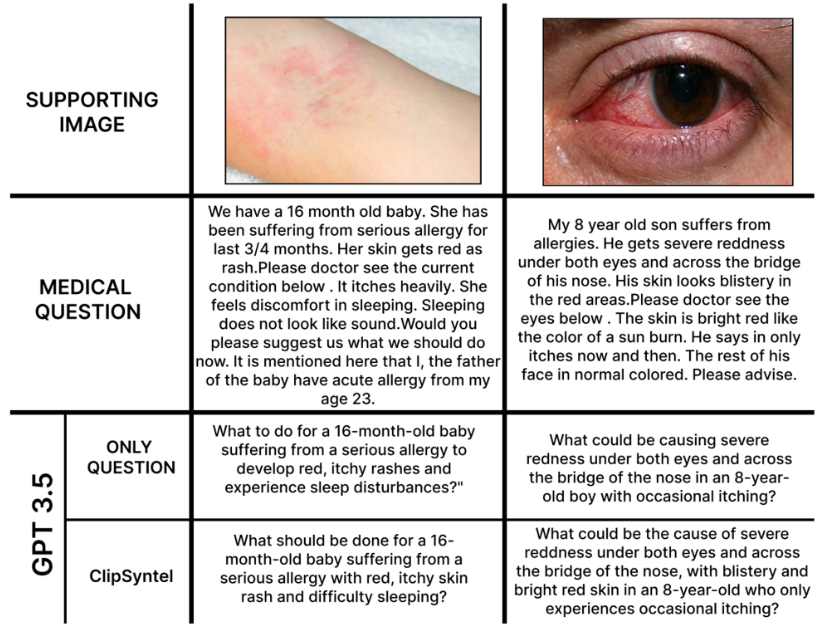 SUPPORTING
IMAGE
MEDICAL
QUESTION
We have a 16 month old baby. She has
been suffering from serious allergy for
last 3/4 months. Her skin gets red as
rash.Please doctor see the current
condition below . It itches heavily. She
feels discomfort in sleeping. Sleeping
does not look like sound.Would you
please suggest us what we should do
now. It is mentioned here that I, the father
of the baby have acute allergy from my
age 23.
My 8 year old son suffers from
allergies. He gets severe reddness
under both eyes and across the bridge
of his nose. His skin looks blistery in
the red areas.Please doctor see the
eyes below . The skin is bright red like
the color of a sun burn. He says in only
itches now and then. The rest of his
face in normal colored. Please advise.
GPT 3.5
ONLY
QUESTION
What to do for a 16-month-old baby
suffering from a serious allergy to
develop red, itchy rashes and
experience sleep disturbances?"
What could be causing severe
redness under both eyes and across
the bridge of the nose in an 8-year-
old boy with occasional itching?
ClipSyntel
What should be done for a 16-
month-old baby suffering from a
serious allergy with red, itchy skin
rash and difficulty sleeping?
What could be the cause of severe
reddness under both eyes and across
the bridge of the nose, with blistery and
bright red skin in an 8-year-old who only
experiences occasional itching?